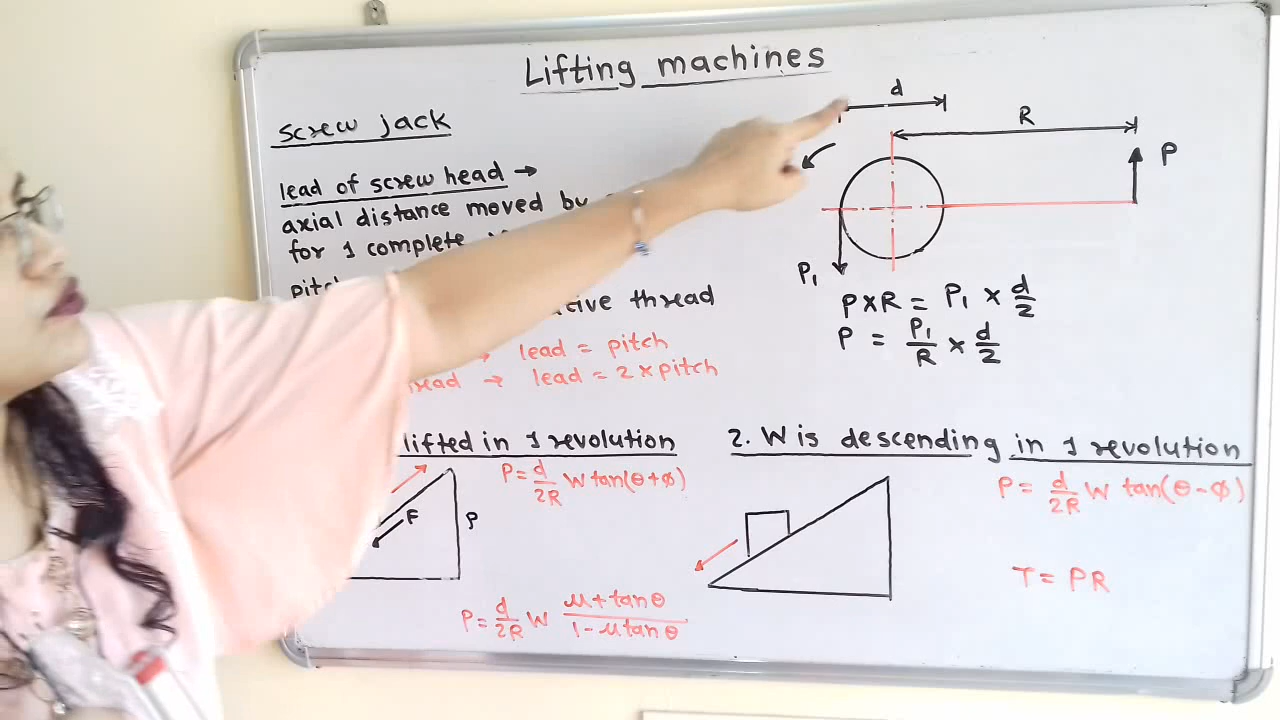 Lifting machines
screw jack
lead of screw head →
axial distance moved by
for 1 complete
pitch
thread
lead = pitch
→ lead = 2 x pitch
d
R
P
P₁
P x R = P₁ x d/2
P = P₁/R x d/2
lifted in 1 revolution
P = d/2R W tan(θ+φ)
F
P
P = d/2R W (μ + tanθ)/(1 - μ tanθ)
2. W is descending in 1 revolution
P = d/2R W tan(θ-φ)
T = PR